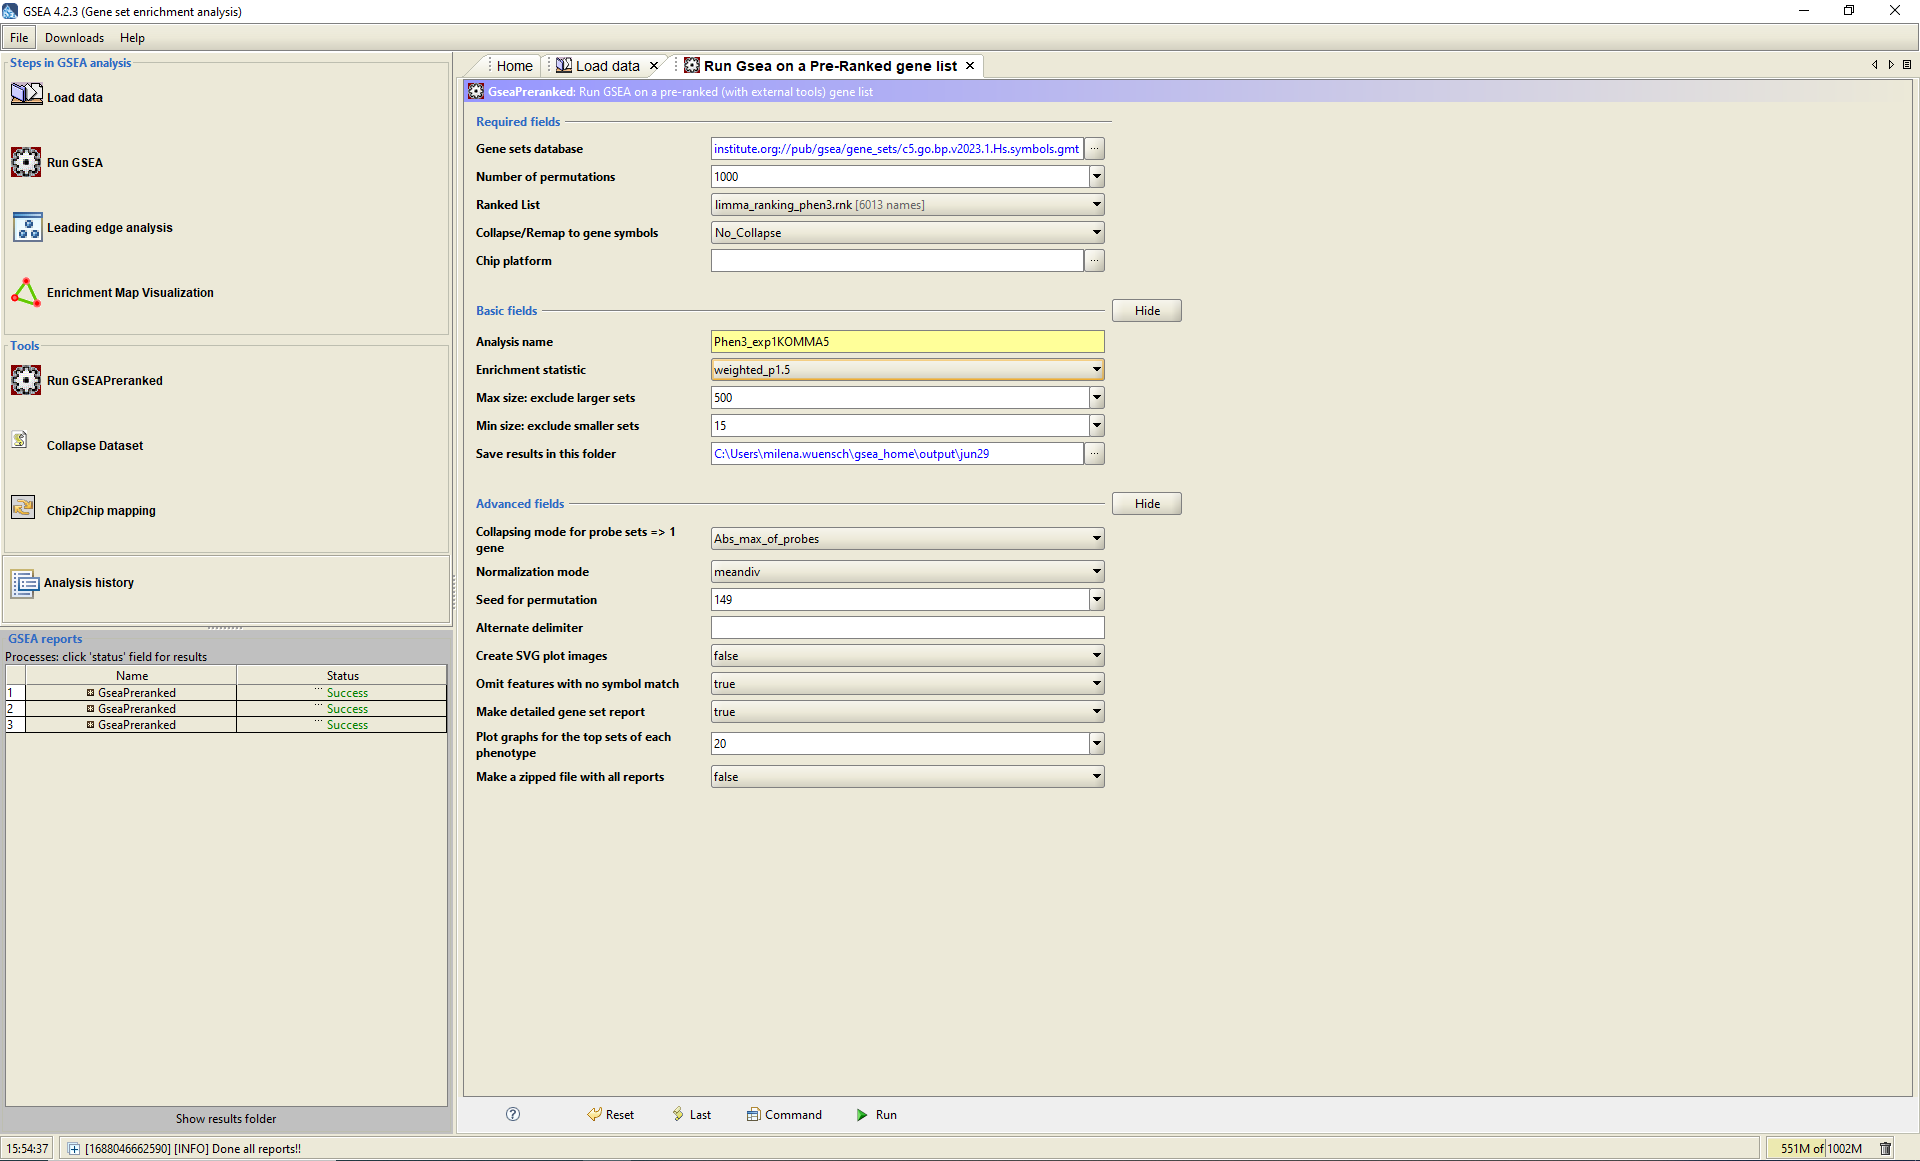 GSEA 4.2.3 (Gene set enrichment analysis)
File Downloads Help
Steps in GSEA analysis
Load data
Run GSEA
Leading edge analysis
Enrichment Map Visualization
Tools
Run GSEAPreranked
Collapse Dataset
Chip2Chip mapping
Analysis history
GSEA reports
Processes: click 'status' field for results
Name Status
1 GseaPreranked ... Success
2 GseaPreranked ... Success
3 GseaPreranked ... Success
Show results folder
Home Load data Run Gsea on a Pre-Ranked gene list
GseaPreranked: Run GSEA on a pre-ranked (with external tools) gene list
Required fields
Gene sets database institute.org://pub/gsea/gene_sets/c5.go.bp.v2023.1.Hs.symbols.gmt ...
Number of permutations 1000
Ranked List limma_ranking_phen3.rnk [6013 names]
Collapse/Remap to gene symbols No_Collapse
Chip platform ...
Basic fields Hide
Analysis name Phen3_exp1KOMMA5
Enrichment statistic weighted_p1.5
Max size: exclude larger sets 500
Min size: exclude smaller sets 15
Save results in this folder C:\Users\milena.wuensch\gsea_home\output\jun29 ...
Advanced fields Hide
Collapsing mode for probe sets => 1
gene Abs_max_of_probes
Normalization mode meandiv
Seed for permutation 149
Alternate delimiter
Create SVG plot images false
Omit features with no symbol match true
Make detailed gene set report true
Plot graphs for the top sets of each
phenotype 20
Make a zipped file with all reports false
? Reset Last Command Run
15:54:37 [1688046662590] [INFO] Done all reports!! 551M of 1002M